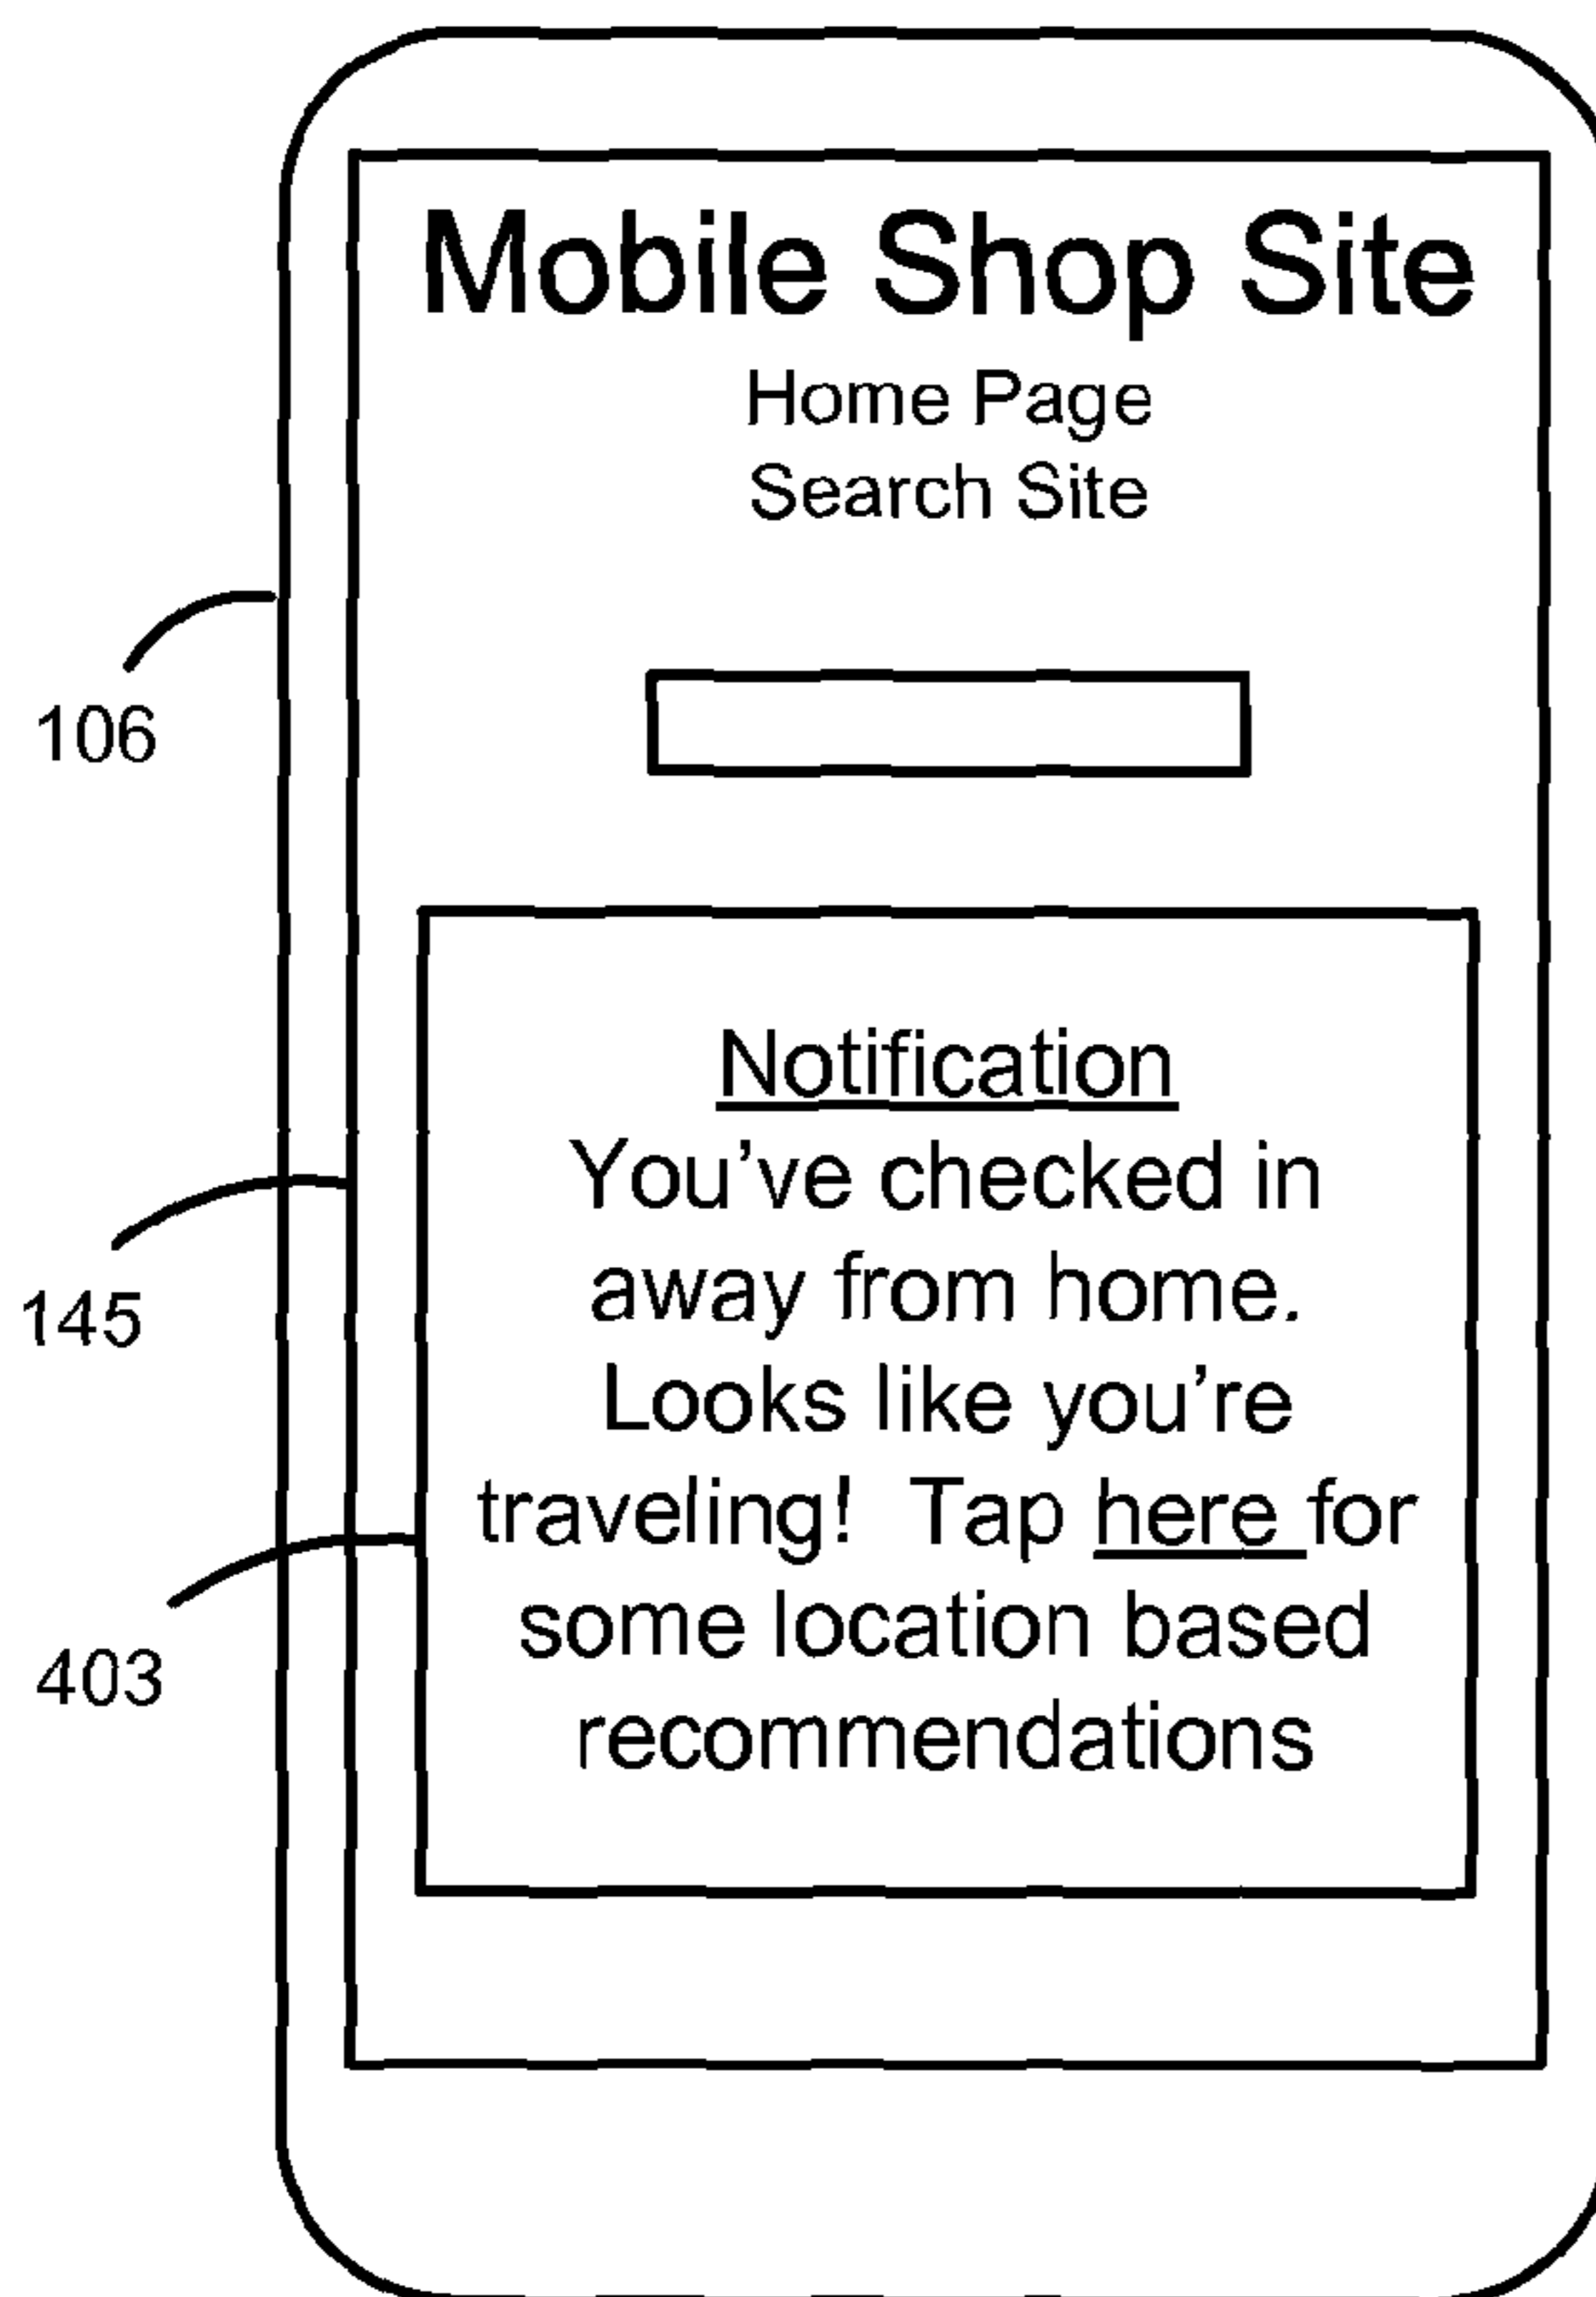 Mobile Shop Site
Home Page
Search Site
106
Notification
You've checked in
away from home.
145
Looks like you're
traveling!  Tap here for
some location based
403
recommendations